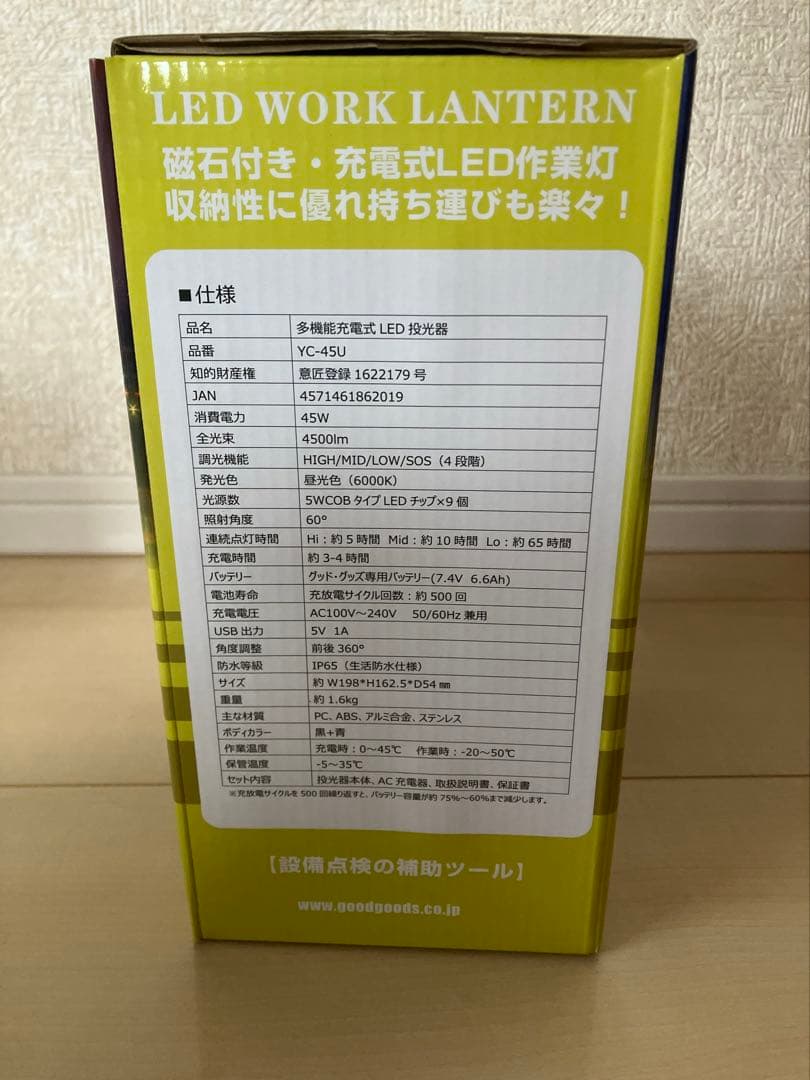 LED WORK LANTERN
磁石付き・充電式LED作業灯
収納性に優れ持ち運びも楽々！
■仕様
品名 多機能充電式 LED 投光器
品番 YC-45U
知的財産権 意匠登録 1622179 号
JAN 4571461862019
消費電力 45W
全光束 4500lm
調光機能 HIGH/MID/LOW/SOS（4 段階）
発光色 昼光色（6000K）
光源数 5WCOB タイプ LED チップ×9 個
照射角度 60°
連続点灯時間 Hi：約 5 時間 Mid：約 10 時間 Lo：約 65 時間
充電時間 約 3-4 時間
バッテリー グッド・グッズ専用バッテリー(7.4V 6.6Ah)
電池寿命 充放電サイクル回数：約 500 回
充電電圧 AC100V～240V 50/60Hz 兼用
USB 出力 5V 1A
角度調整 前後 360°
防水等級 IP65（生活防水仕様）
サイズ 約 W198*H162.5*D54 ㎜
重量 約 1.6kg
主な材質 PC、ABS、アルミ合金、ステンレス
ボディカラー 黒+青
作業温度 充電時：0～45℃ 作業時：-20～50℃
保管温度 -5～35℃
セット内容 投光器本体、AC 充電器、取扱説明書、保証書
※充放電サイクルを 500 回繰り返すと、バッテリー容量が約 75%～60%まで減少します。
【設備点検の補助ツール】
www.goodgoods.co.jp